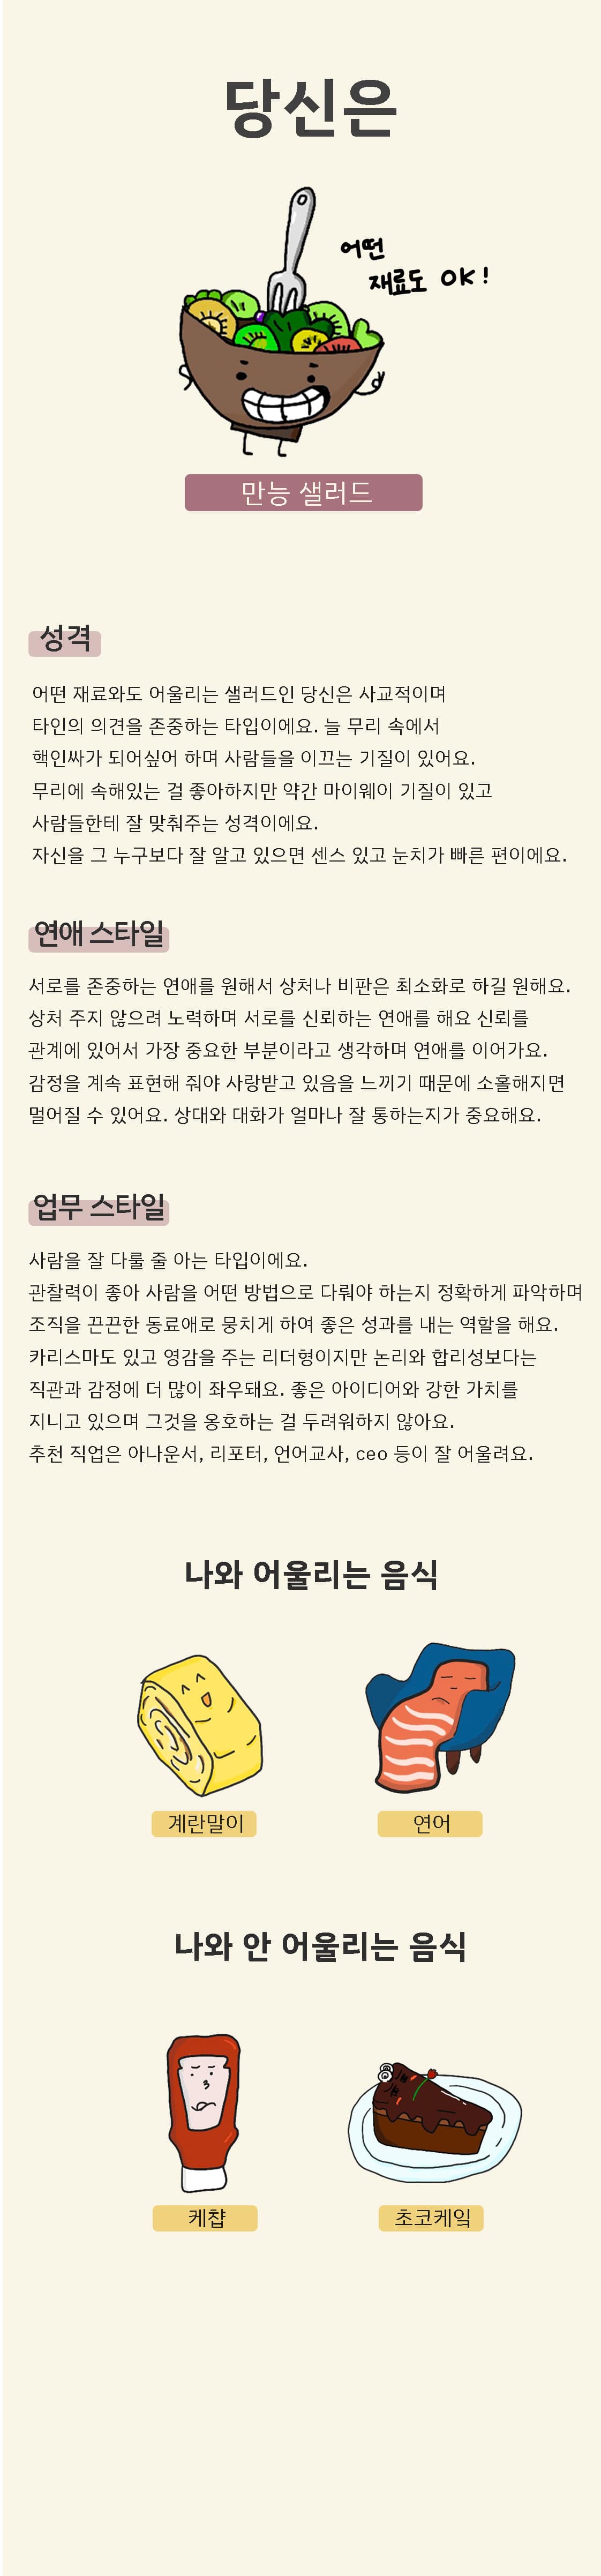 당신은
어떤
재료도 OK!
만능 샐러드
성격
어떤 재료와도 어울리는 샐러드인 당신은 사교적이며
타인의 의견을 존중하는 타입이에요. 늘 무리 속에서
핵인싸가 되어싶어 하며 사람들을 이끄는 기질이 있어요.
무리에 속해있는 걸 좋아하지만 약간 마이웨이 기질이 있고
사람들한테 잘 맞춰주는 성격이에요.
자신을 그 누구보다 잘 알고 있으면 센스 있고 눈치가 빠른 편이에요.
연애 스타일
서로를 존중하는 연애를 원해서 상처나 비판은 최소화로 하길 원해요.
상처 주지 않으려 노력하며 서로를 신뢰하는 연애를 해요 신뢰를
관계에 있어서 가장 중요한 부분이라고 생각하며 연애를 이어가요.
감정을 계속 표현해 줘야 사랑받고 있음을 느끼기 때문에 소홀해지면
멀어질 수 있어요. 상대와 대화가 얼마나 잘 통하는지가 중요해요.
업무 스타일
사람을 잘 다룰 줄 아는 타입이에요.
관찰력이 좋아 사람을 어떤 방법으로 다뤄야 하는지 정확하게 파악하며
조직을 끈끈한 동료애로 뭉치게 하여 좋은 성과를 내는 역할을 해요.
카리스마도 있고 영감을 주는 리더형이지만 논리와 합리성보다는
직관과 감정에 더 많이 좌우돼요. 좋은 아이디어와 강한 가치를
지니고 있으며 그것을 옹호하는 걸 두려워하지 않아요.
추천 직업은 아나운서, 리포터, 언어교사, ceo 등이 잘 어울려요.
나와 어울리는 음식
계란말이 연어
나와 안 어울리는 음식
케챱 초코케잌